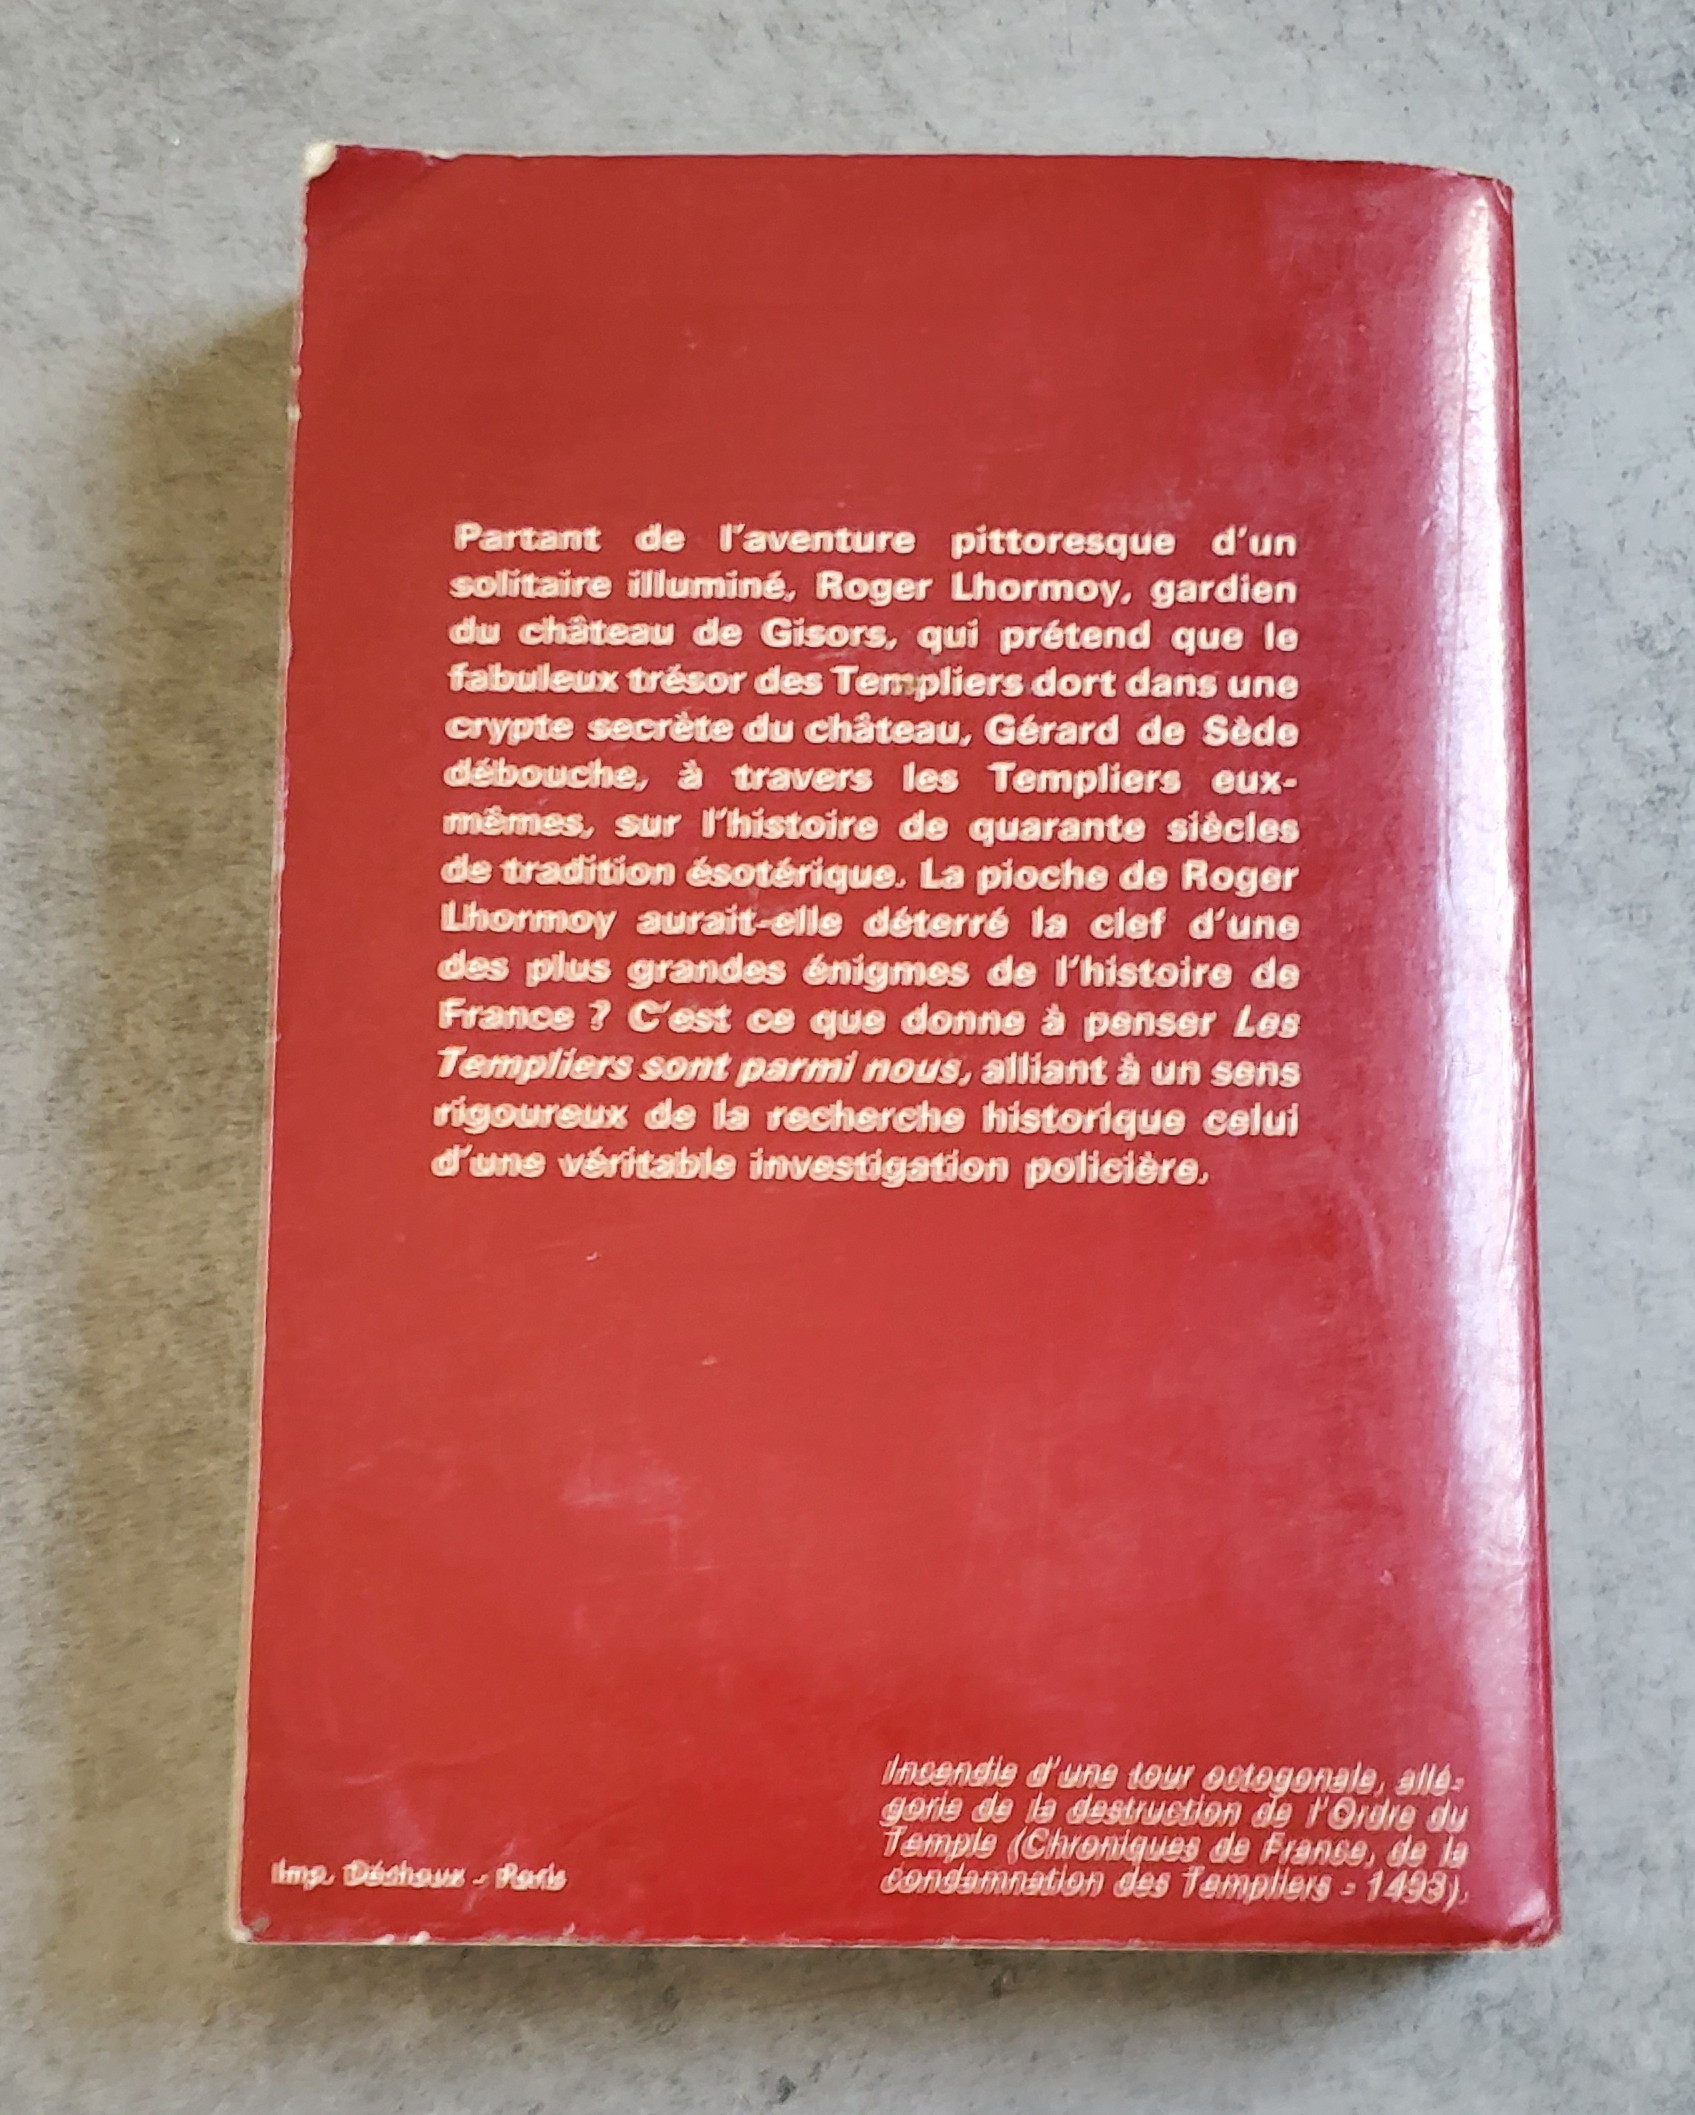 Partant de l'aventure pittoresque d'un
solitaire illuminé, Roger Lhormoy, gardien
du château de Gisors, qui prétend que le
fabuleux trésor des Templiers dort dans une
crypte secrète du château, Gérard de Sède
débouche, à travers les Templiers eux-
mêmes, sur l'histoire de quarante siècles
de tradition ésotérique. La pioche de Roger
Lhormoy aurait-elle déterré la clef d'une
des plus grandes énigmes de l'histoire de
France ? C'est ce que donne à penser Les
Templiers sont parmi nous, alliant à un sens
rigoureux de la recherche historique celui
d'une véritable investigation policière.
Incendie d'une tour octogonale, allé-
gorie de la destruction de l'Ordre du
Temple (Chroniques de France, de la
condamnation des Templiers - 1493).
Imp. Déchaux - Paris